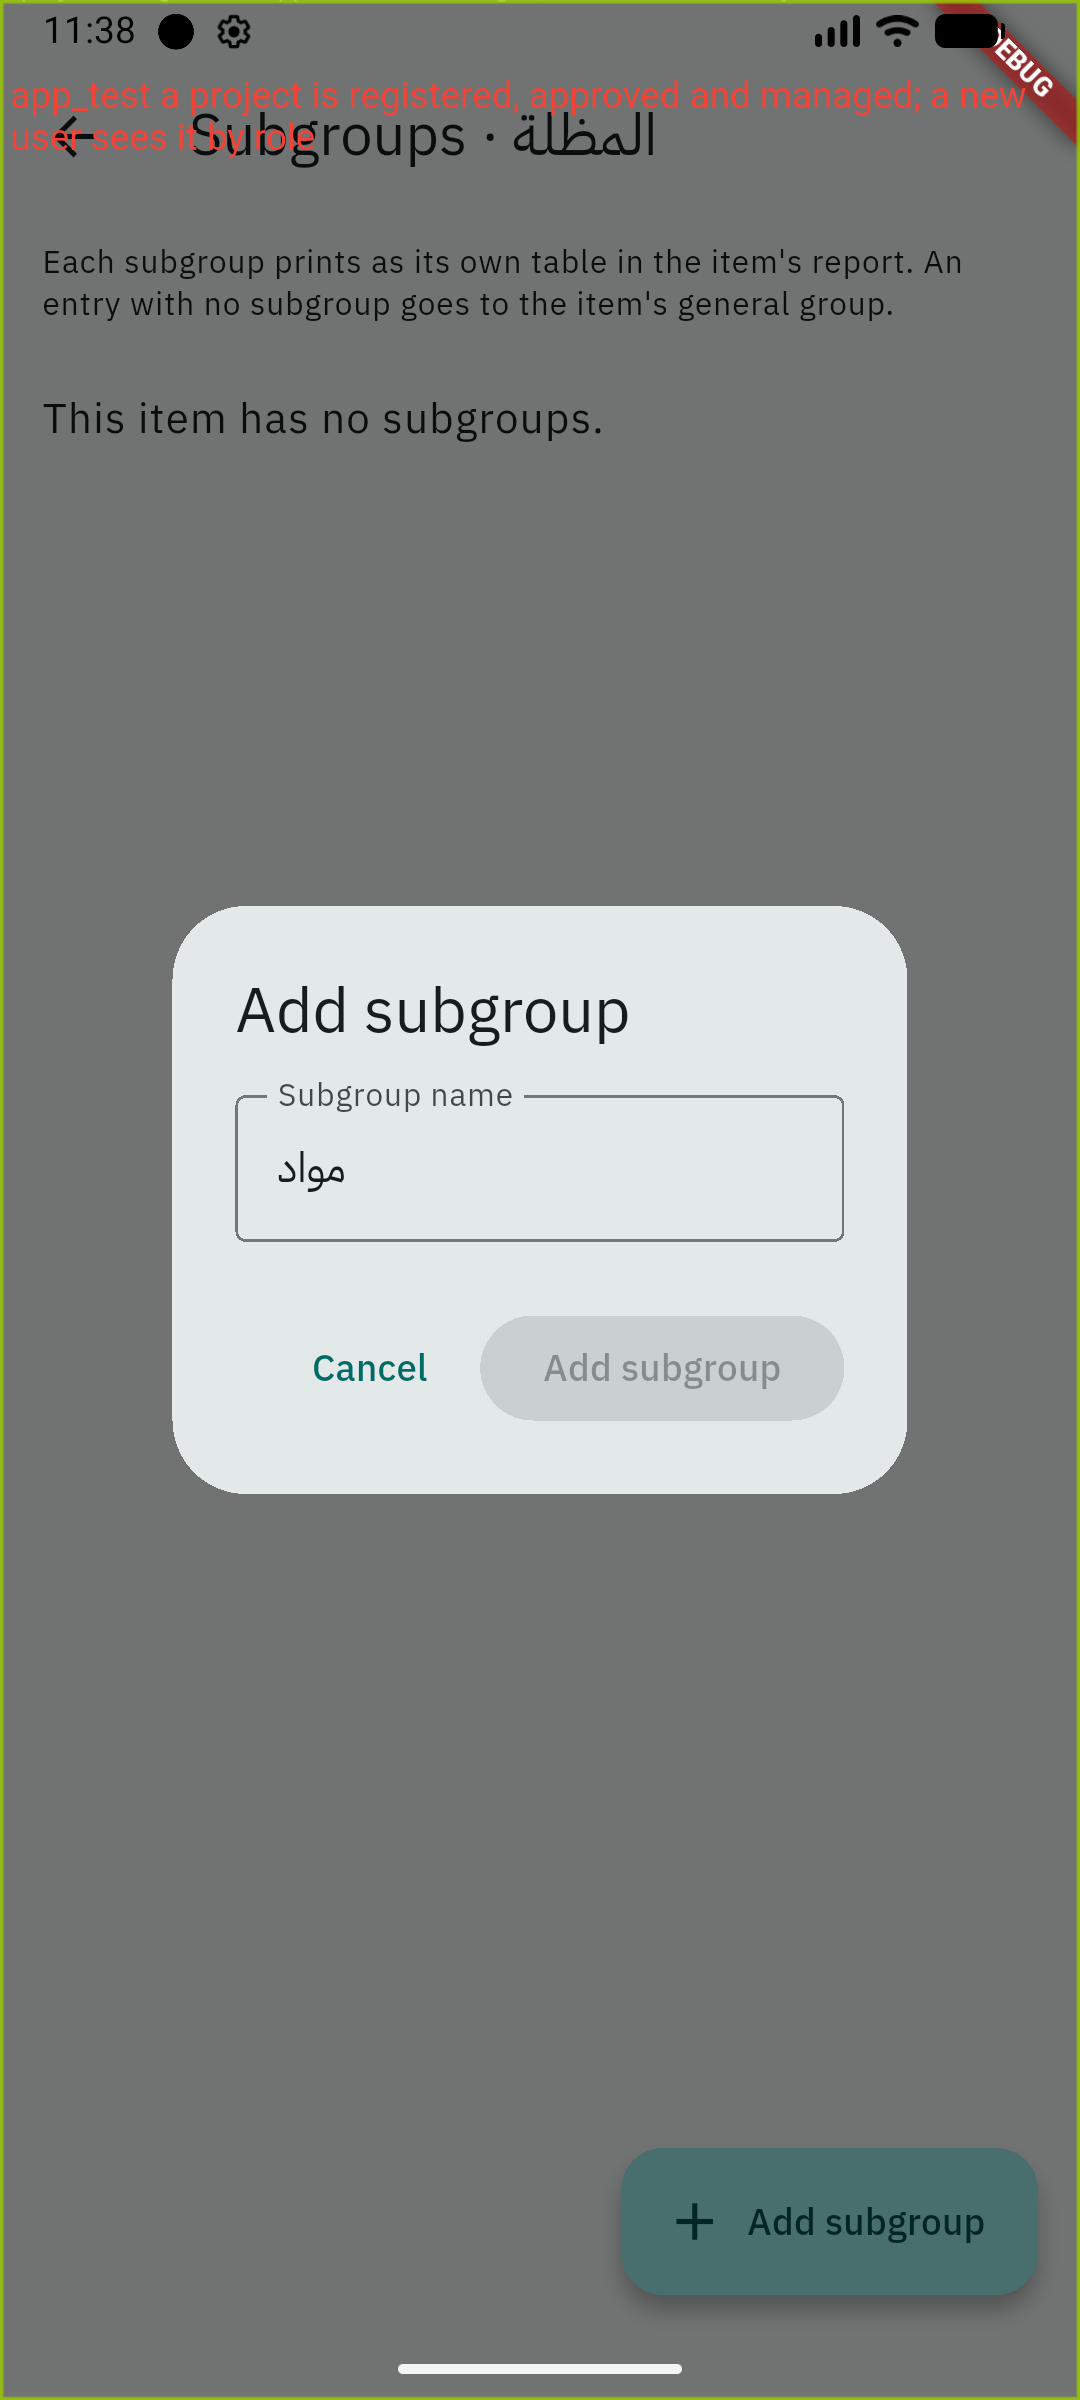 11:38
DEBUG
app_test a project is registered, approved and managed; a new
user sees it by role
Subgroups · المظلة
Each subgroup prints as its own table in the item's report. An
entry with no subgroup goes to the item's general group.
This item has no subgroups.
Add subgroup
Subgroup name
مواد
Cancel
Add subgroup
Add subgroup